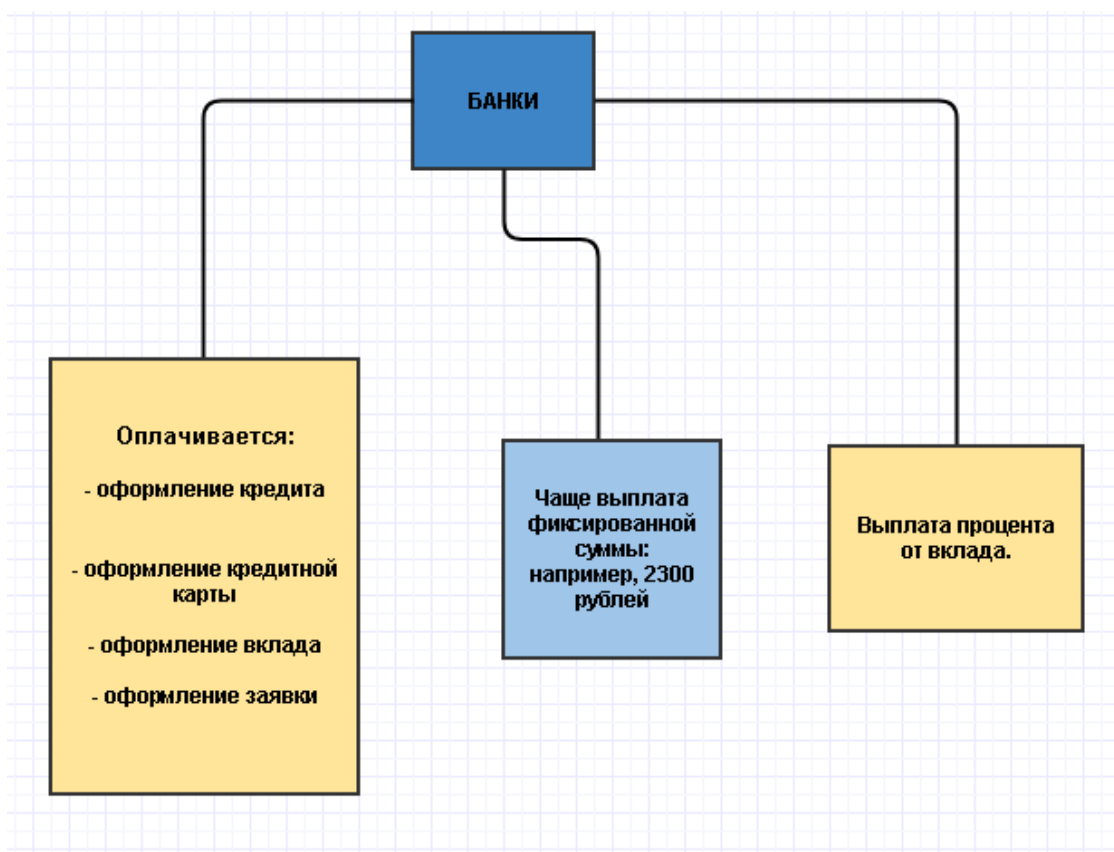 БАНКИ
Оплачивается:
- оформление кредита
- оформление кредитной
карты
- оформление вклада
- оформление заявки
Чаще выплата
фиксированной
суммы:
например, 2300
рублей
Выплата процента
от вклада.